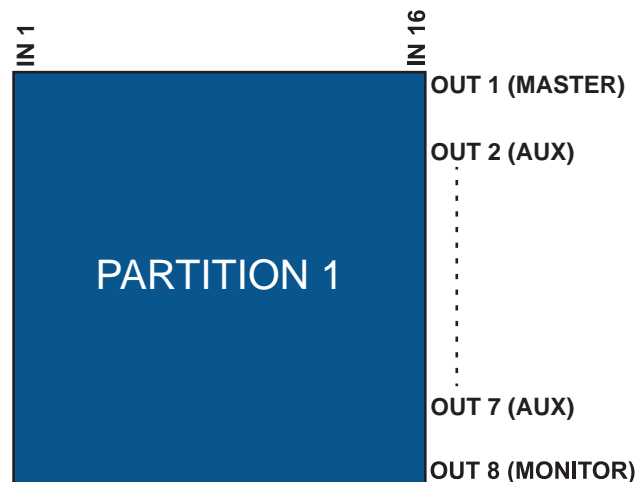 IN 1
IN 16
OUT 1 (MASTER)
OUT 2 (AUX)
PARTITION 1
OUT 7 (AUX)
OUT 8 (MONITOR)